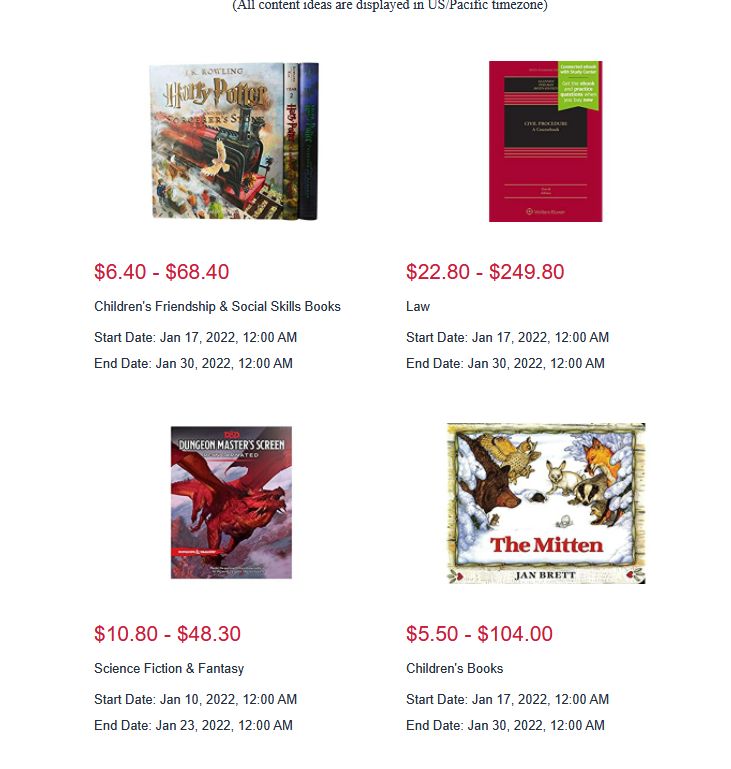 (All content ideas are displayed in US/Pacific timezone)
J.K. ROWLING
Harry Potter
SORCERER'S STONE
YEAR
2
Harry Potter
Connected ebook
with Study Center
Get the ebook
and practice
questions when
you buy new
CIVIL PROCEDURE
A Coursebook
Edition
Wolters Kluwer
$6.40 - $68.40
$22.80 - $249.80
Children's Friendship & Social Skills Books
Law
Start Date: Jan 17, 2022, 12:00 AM
Start Date: Jan 17, 2022, 12:00 AM
End Date: Jan 30, 2022, 12:00 AM
End Date: Jan 30, 2022, 12:00 AM
D&D
DUNGEON MASTER'S SCREEN
REINCARNATED
DUNGEONS & DRAGONS
The Mitten
JAN BRETT
$10.80 - $48.30
$5.50 - $104.00
Science Fiction & Fantasy
Children's Books
Start Date: Jan 10, 2022, 12:00 AM
Start Date: Jan 17, 2022, 12:00 AM
End Date: Jan 23, 2022, 12:00 AM
End Date: Jan 30, 2022, 12:00 AM